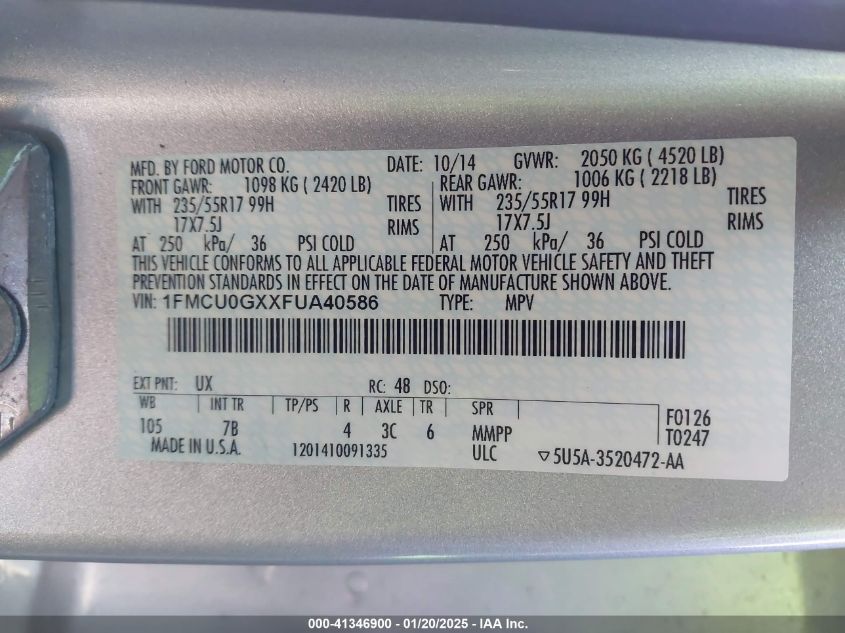 MFD. BY FORD MOTOR CO. DATE: 10/14 GVWR: 2050 KG ( 4520 LB)
FRONT GAWR: 1098 KG ( 2420 LB) REAR GAWR: 1006 KG ( 2218 LB)
WITH 235/55R17 99H TIRES WITH 235/55R17 99H TIRES
17X7.5J RIMS 17X7.5J RIMS
AT 250 kPa/ 36 PSI COLD AT 250 kPa/ 36 PSI COLD
THIS VEHICLE CONFORMS TO ALL APPLICABLE FEDERAL MOTOR VEHICLE SAFETY AND THEFT
PREVENTION STANDARDS IN EFFECT ON THE DATE OF MANUFACTURE SHOWN ABOVE.
VIN: 1FMCU0GXXFUA40586 TYPE: MPV
EXT PNT: UX RC: 48 DSO:
WB INT TR TP/PS R AXLE TR SPR
105 7B 4 3C 6 MMPP
F0126
T0247
MADE IN U.S.A. 1201410091335 ULC ▽5U5A-3520472-AA
000-41346900 - 01/20/2025 - IAA Inc.